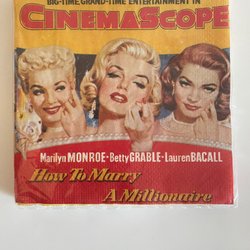 BIG-TIME, GRAND-TIME ENTERTAINMENT IN
CINEMASCOPE
Marilyn MONROE - Betty GRABLE - Lauren BACALL
How To Marry
A Millionaire